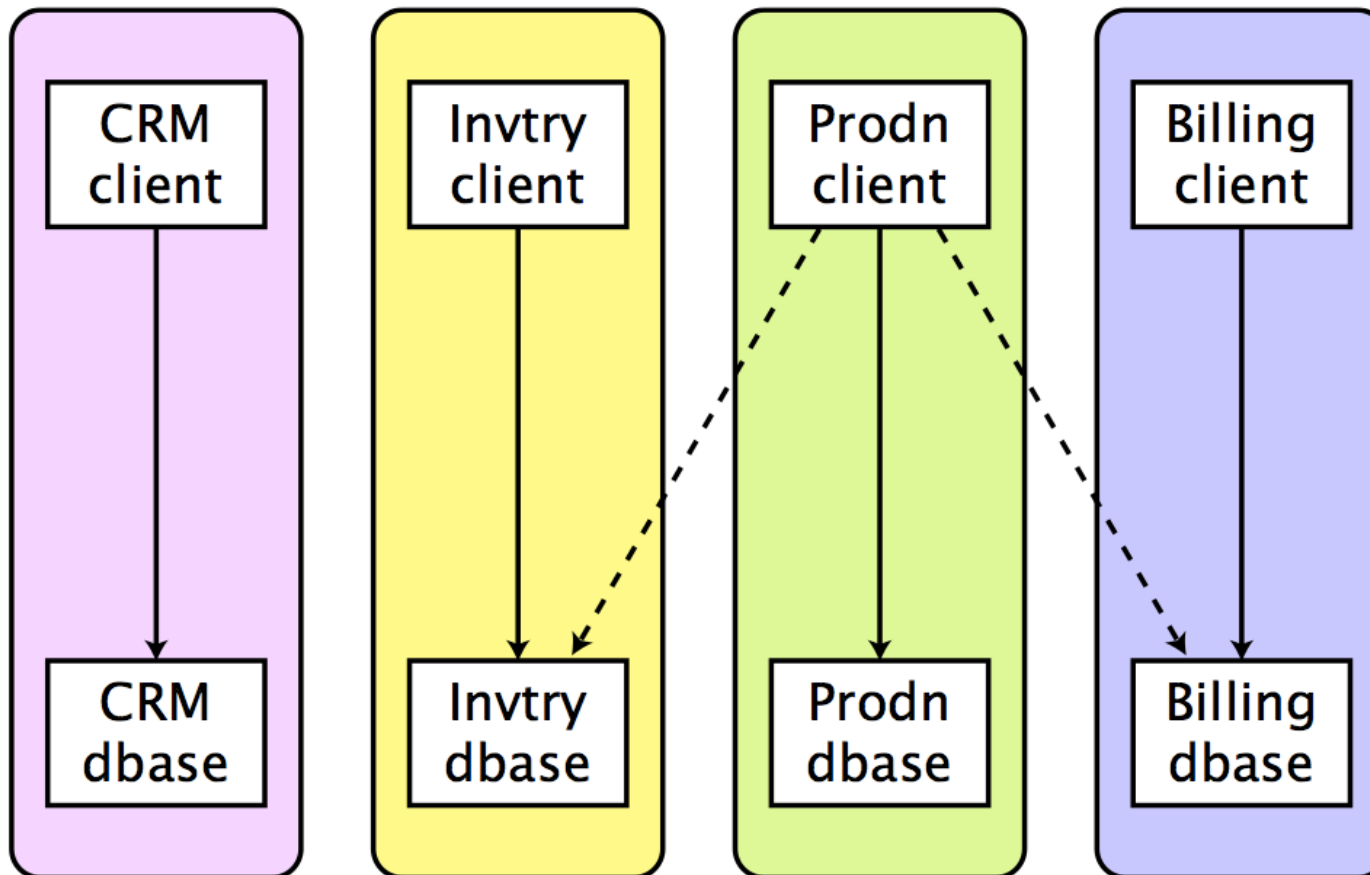 CRM
client
Invtry
client
Prodn
client
Billing
client
CRM
dbase
Invtry
dbase
Prodn
dbase
Billing
dbase